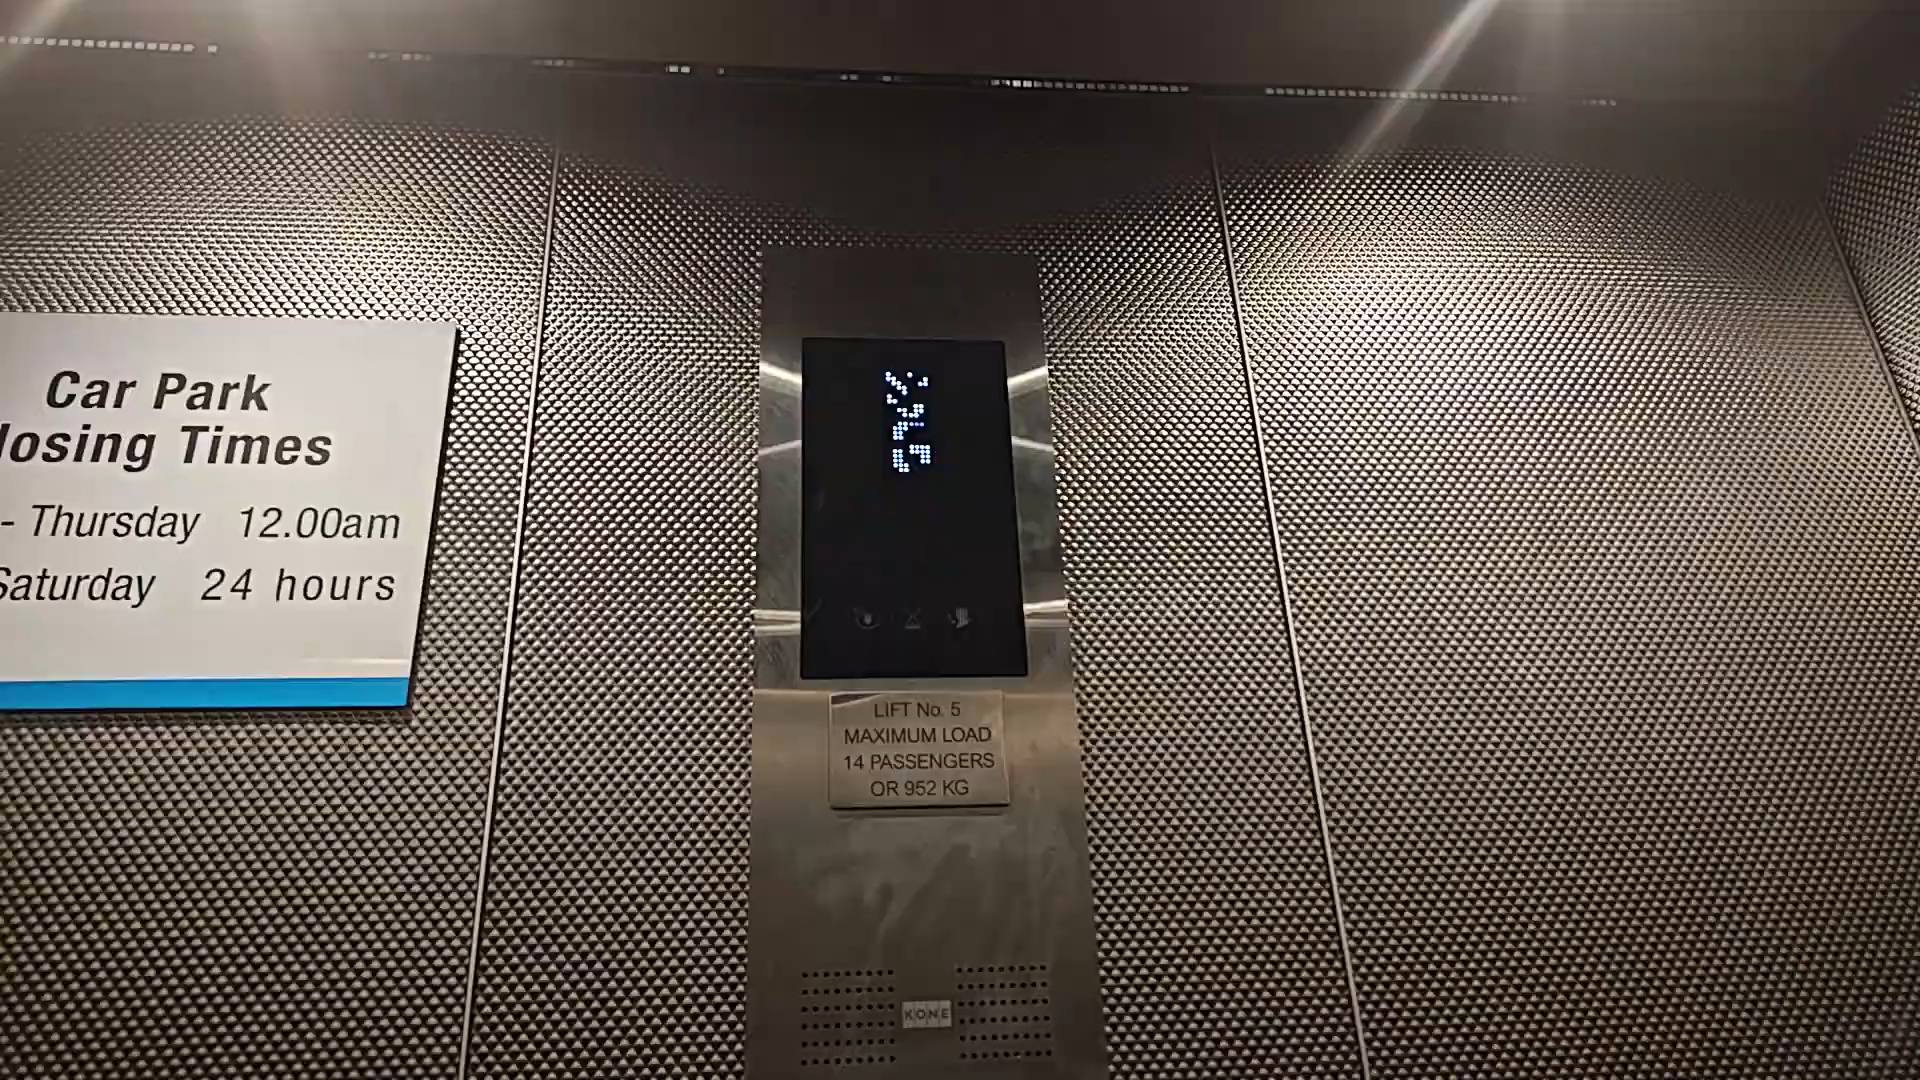 Car Park
losing Times
- Thursday 12.00am
Saturday 24 hours
LIFT No. 5
MAXIMUM LOAD
14 PASSENGERS
OR 952 KG
KONE